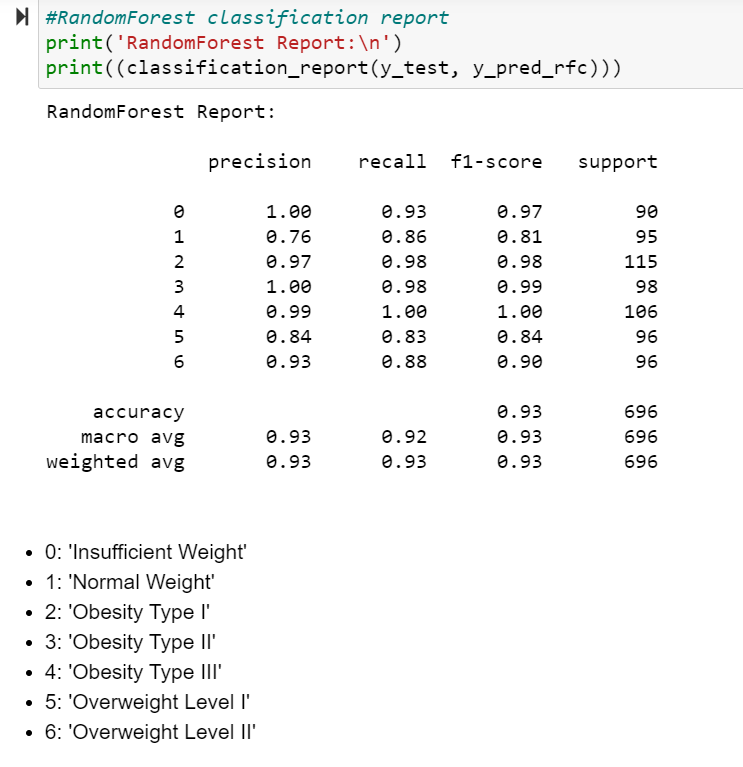 #RandomForest classification report
print('RandomForest Report:\n')
print((classification_report(y_test, y_pred_rfc)))
RandomForest Report:
precision recall f1-score support
0 1.00 0.93 0.97 90
1 0.76 0.86 0.81 95
2 0.97 0.98 0.98 115
3 1.00 0.98 0.99 98
4 0.99 1.00 1.00 106
5 0.84 0.83 0.84 96
6 0.93 0.88 0.90 96
accuracy 0.93 696
macro avg 0.93 0.92 0.93 696
weighted avg 0.93 0.93 0.93 696
• 0: 'Insufficient Weight'
• 1: 'Normal Weight'
• 2: 'Obesity Type I'
• 3: 'Obesity Type II'
• 4: 'Obesity Type III'
• 5: 'Overweight Level I'
• 6: 'Overweight Level II'